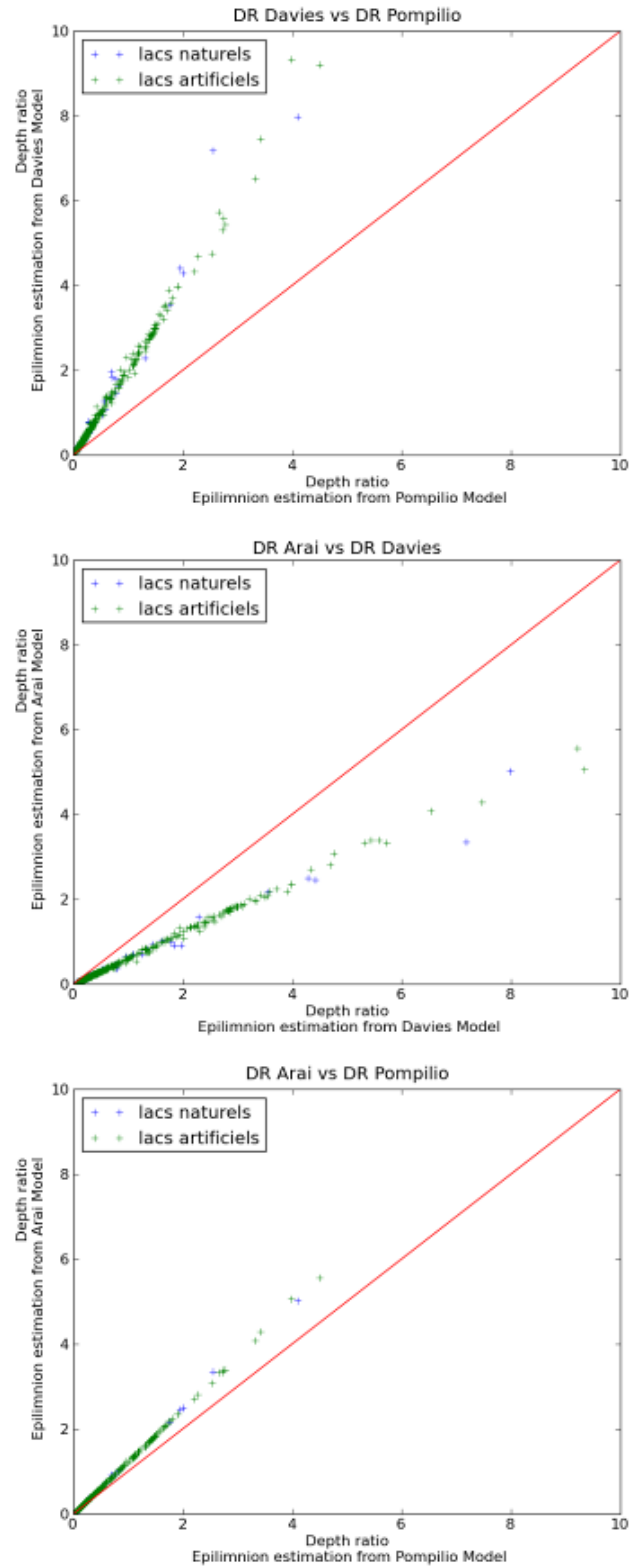 DR Davies vs DR Pompilio
10
8
6
4
2
0
0 2 4 6 8 10
Depth ratio
Epilimnion estimation from Davies Model
lacs naturels
lacs artificiels
Depth ratio
Epilimnion estimation from Pompilio Model
DR Arai vs DR Davies
10
8
6
4
2
0
0 2 4 6 8 10
Depth ratio
Epilimnion estimation from Arai Model
lacs naturels
lacs artificiels
Depth ratio
Epilimnion estimation from Davies Model
DR Arai vs DR Pompilio
10
8
6
4
2
0
0 2 4 6 8 10
Depth ratio
Epilimnion estimation from Arai Model
lacs naturels
lacs artificiels
Depth ratio
Epilimnion estimation from Pompilio Model